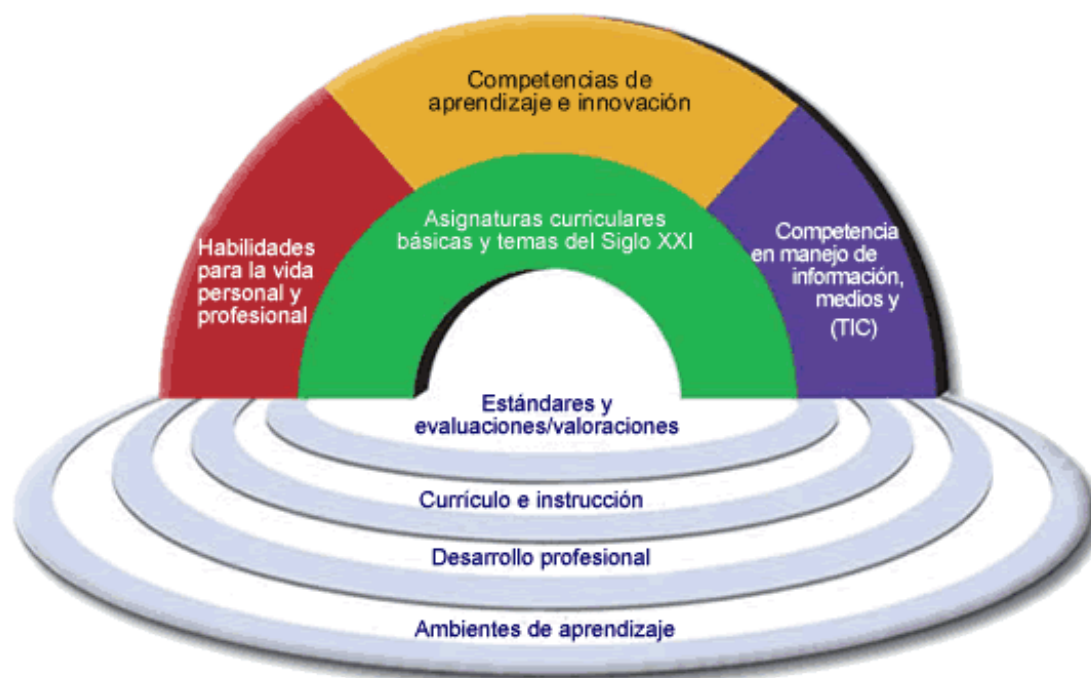 Competencias de
aprendizaje e innovación
Asignaturas curriculares
básicas y temas del Siglo XXI
Habilidades
para la vida
personal y
profesional
Competencia
en manejo de
información,
medios y
(TIC)
Estándares y
evaluaciones/valoraciones
Currículo e instrucción
Desarrollo profesional
Ambientes de aprendizaje